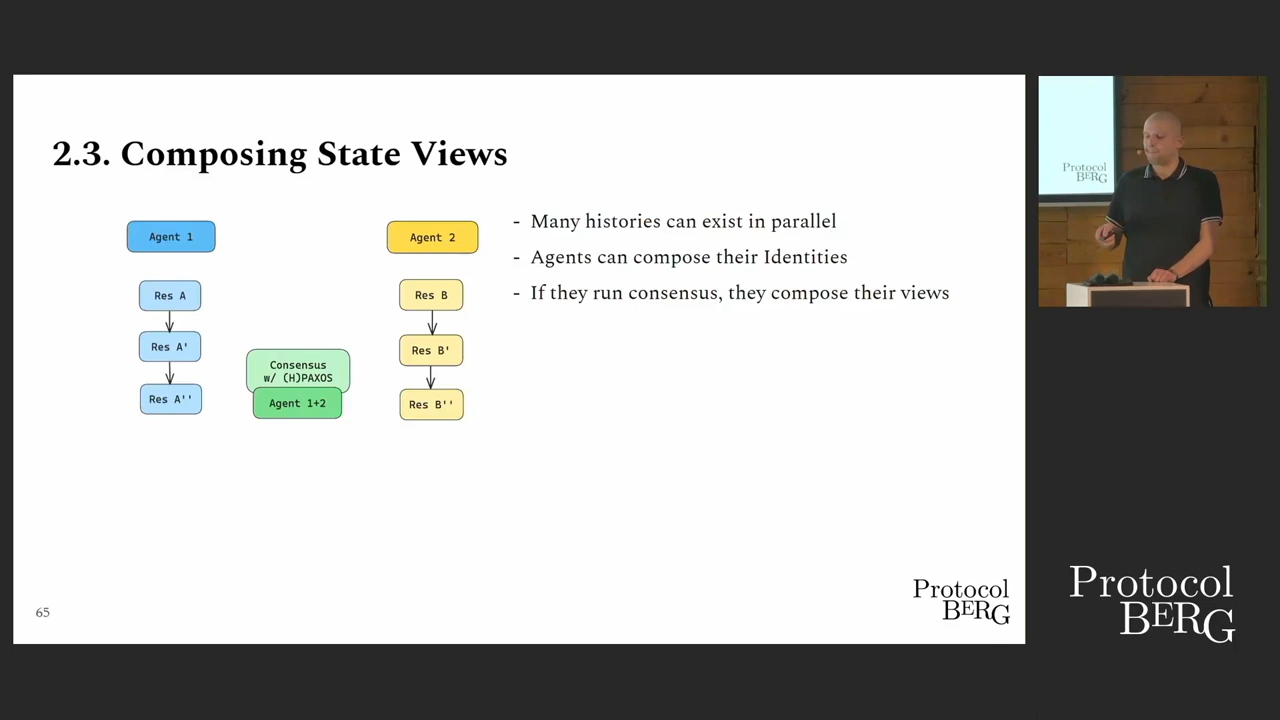 2.3. Composing State Views
Agent 1
Agent 2
- Many histories can exist in parallel
- Agents can compose their Identities
- If they run consensus, they compose their views
Res A
Res B
Res A'
Res B'
Consensus
w/ (H)PAXOS
Agent 1+2
Res A''
Res B''
65
Protocol
BERG
Protocol
BERG
Protocol
BERG